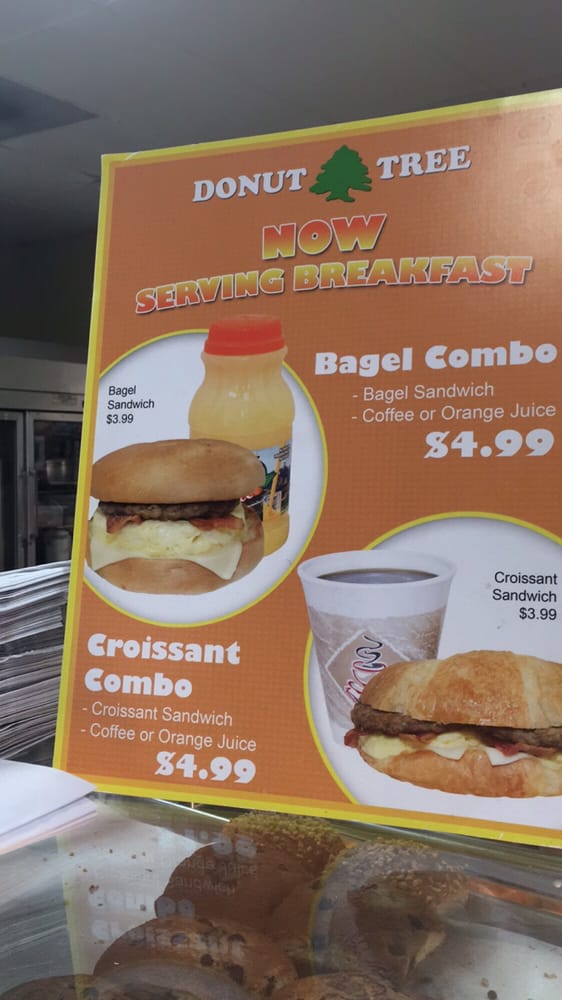 DONUT TREE
NOW
SERVING BREAKFAST
Bagel
Sandwich
$3.99
Bagel Combo
- Bagel Sandwich
- Coffee or Orange Juice
$4.99
Croissant
Sandwich
$3.99
Croissant
Combo
- Croissant Sandwich
- Coffee or Orange Juice
$4.99